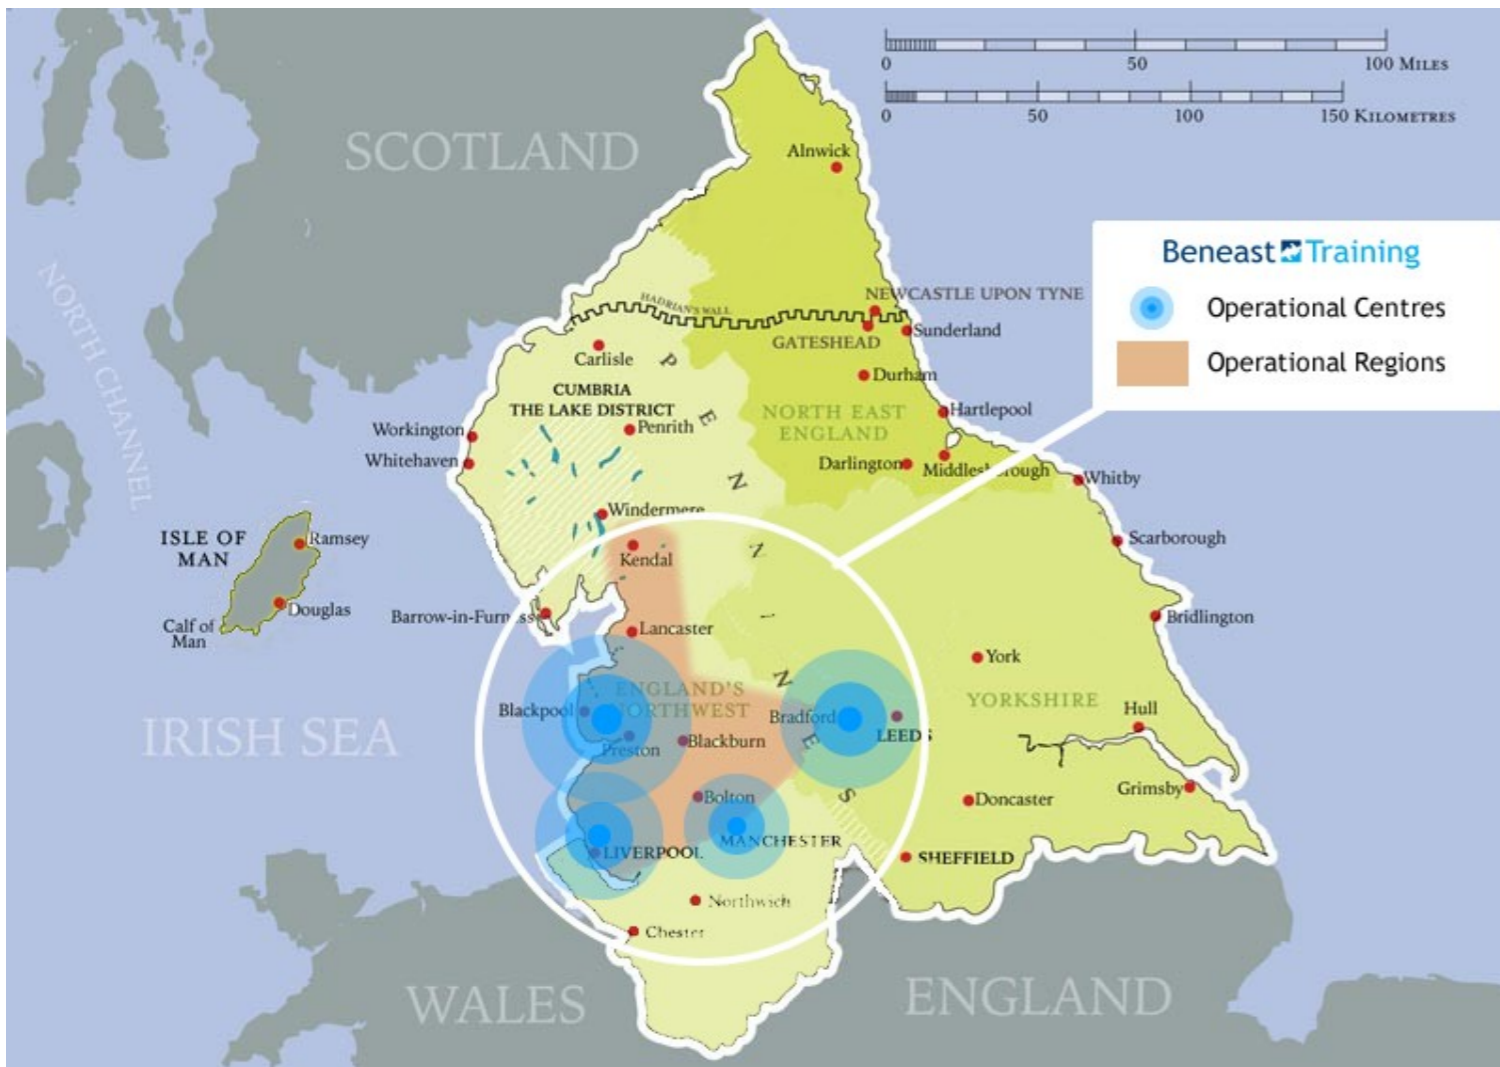 0 50 100 MILES
0 50 100 150 KILOMETRES
SCOTLAND
Alnwick
Beneast Training
Operational Centres
Operational Regions
NORTH CHANNEL
HADRIAN'S WALL
NEWCASTLE UPON TYNE
Sunderland
GATESHEAD
Carlisle
Durham
CUMBRIA
THE LAKE DISTRICT
PENNINES
NORTH EAST
ENGLAND
Hartlepool
Workington
Penrith
Whitehaven
Darlington
Middlesborough
Whitby
Windermere
ISLE OF
MAN
Ramsey
Scarborough
Kendal
Douglas
Calf of
Man
Barrow-in-Furness
Lancaster
Bridlington
York
ENGLAND'S
NORTHWEST
YORKSHIRE
Blackpool
Bradford
LEEDS
Hull
IRISH SEA
Preston
Blackburn
Bolton
Doncaster
Grimsby
MANCHESTER
LIVERPOOL
SHEFFIELD
Northwich
Chester
WALES
ENGLAND